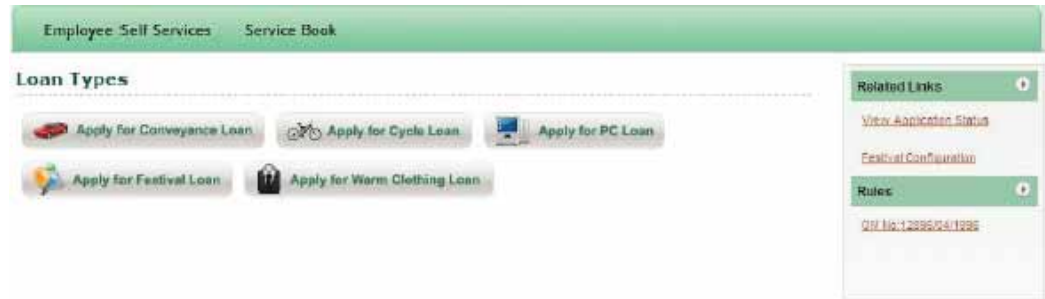 Employee Self Services Service Book
Loan Types
Apply for Conveyance Loan Apply for Cycle Loan Apply for PC Loan
Apply for Festival Loan Apply for Warm Clothing Loan
Related Links
View Application Status
Festival Configuration
Rules